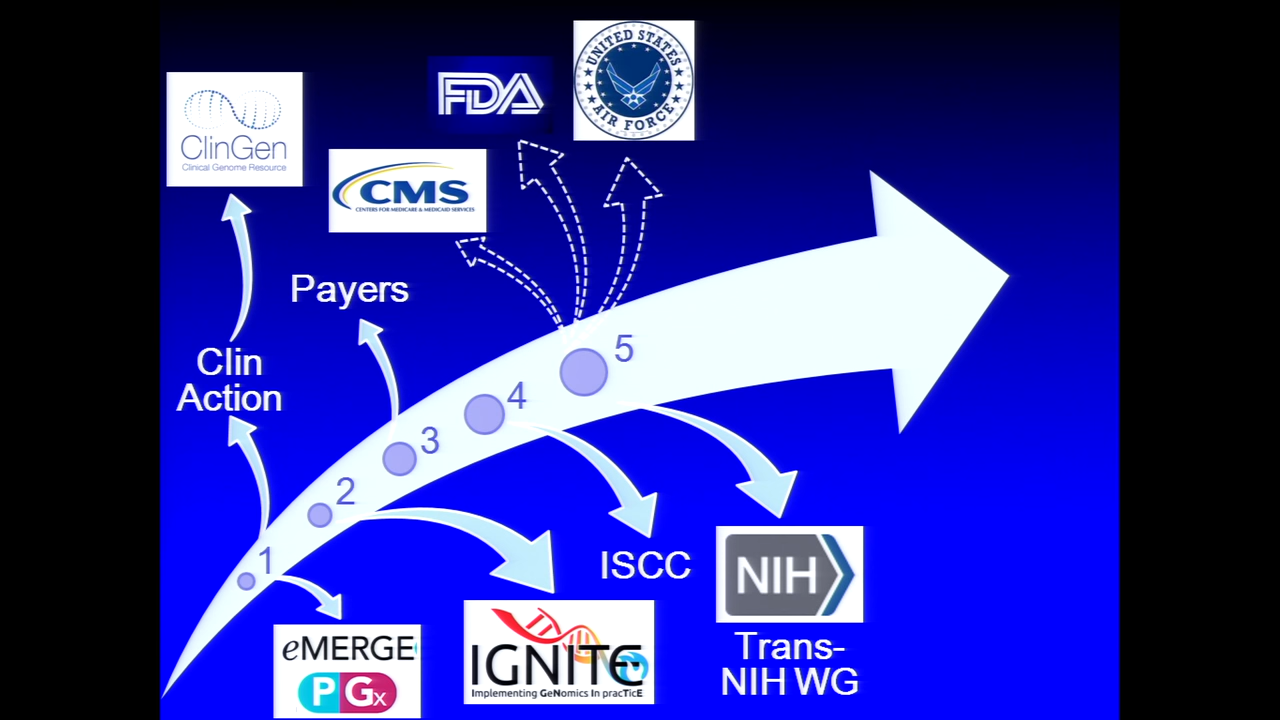 UNITED STATES
AIR FORCE
FDA
ClinGen
Clinical Genome Resource
CMS
CENTERS FOR MEDICARE & MEDICAID SERVICES
Payers
Clin
Action
5
4
3
2
1
ISCC
NIH
Trans-
NIH WG
eMERGE
PGx
IGNITE
Implementing GeNomics In pracTicE